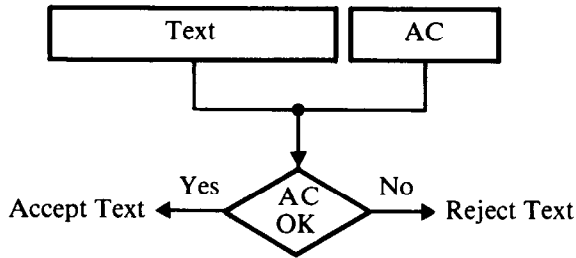 Text
AC
Yes
AC
OK
No
Accept Text
Reject Text